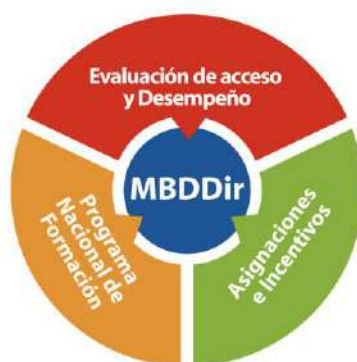 Evaluación de acceso
y Desempeño
MBDDir
Programa
Nacional de
Formación
Asignaciones
e Incentivos